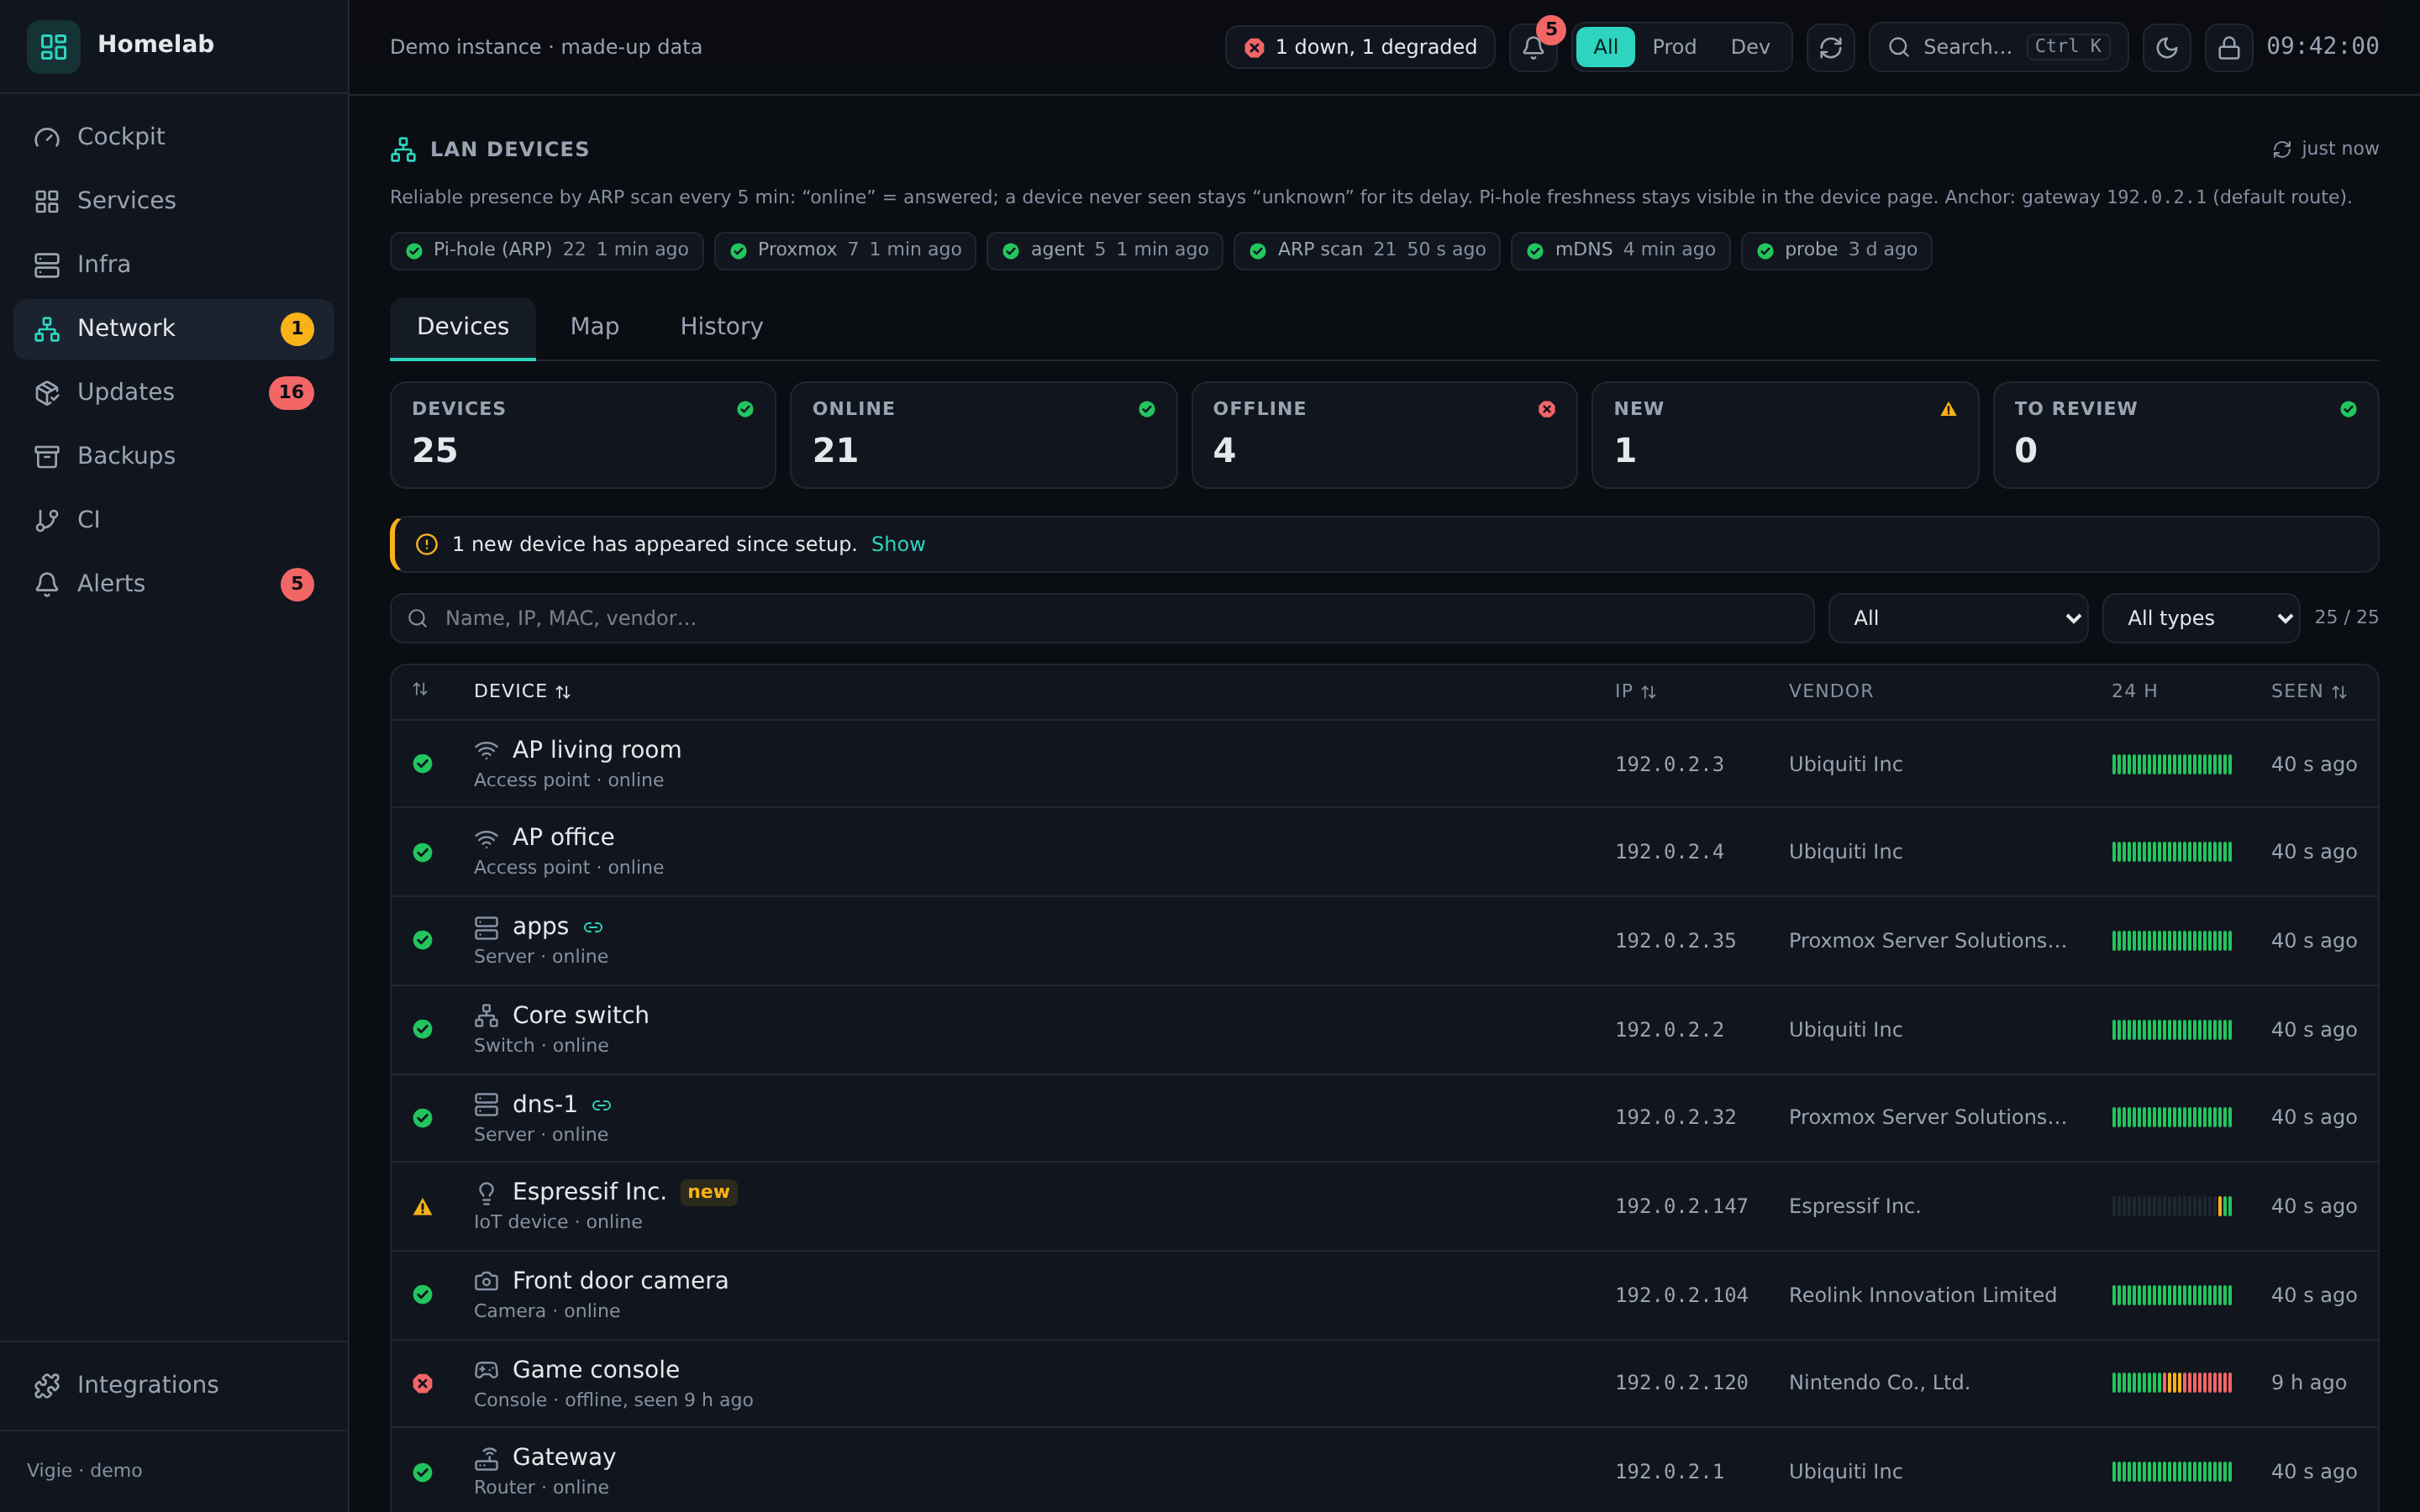 Homelab
Demo instance · made-up data
1 down, 1 degraded
5
All Prod Dev
Search... Ctrl K
09:42:00
Cockpit
Services
Infra
Network 1
Updates 16
Backups
CI
Alerts 5
Integrations
Vigie · demo
LAN DEVICES
just now
Reliable presence by ARP scan every 5 min: “online” = answered; a device never seen stays “unknown” for its delay. Pi-hole freshness stays visible in the device page. Anchor: gateway 192.0.2.1 (default route).
Pi-hole (ARP) 22 1 min ago
Proxmox 7 1 min ago
agent 5 1 min ago
ARP scan 21 50 s ago
mDNS 4 min ago
probe 3 d ago
Devices Map History
DEVICES
25
ONLINE
21
OFFLINE
4
NEW
1
TO REVIEW
0
1 new device has appeared since setup. Show
Name, IP, MAC, vendor...
All
All types
25 / 25
DEVICE IP VENDOR 24 H SEEN
AP living room
Access point · online
192.0.2.3 Ubiquiti Inc 40 s ago
AP office
Access point · online
192.0.2.4 Ubiquiti Inc 40 s ago
apps
Server · online
192.0.2.35 Proxmox Server Solutions... 40 s ago
Core switch
Switch · online
192.0.2.2 Ubiquiti Inc 40 s ago
dns-1
Server · online
192.0.2.32 Proxmox Server Solutions... 40 s ago
Espressif Inc. new
IoT device · online
192.0.2.147 Espressif Inc. 40 s ago
Front door camera
Camera · online
192.0.2.104 Reolink Innovation Limited 40 s ago
Game console
Console · offline, seen 9 h ago
192.0.2.120 Nintendo Co., Ltd. 9 h ago
Gateway
Router · online
192.0.2.1 Ubiquiti Inc 40 s ago